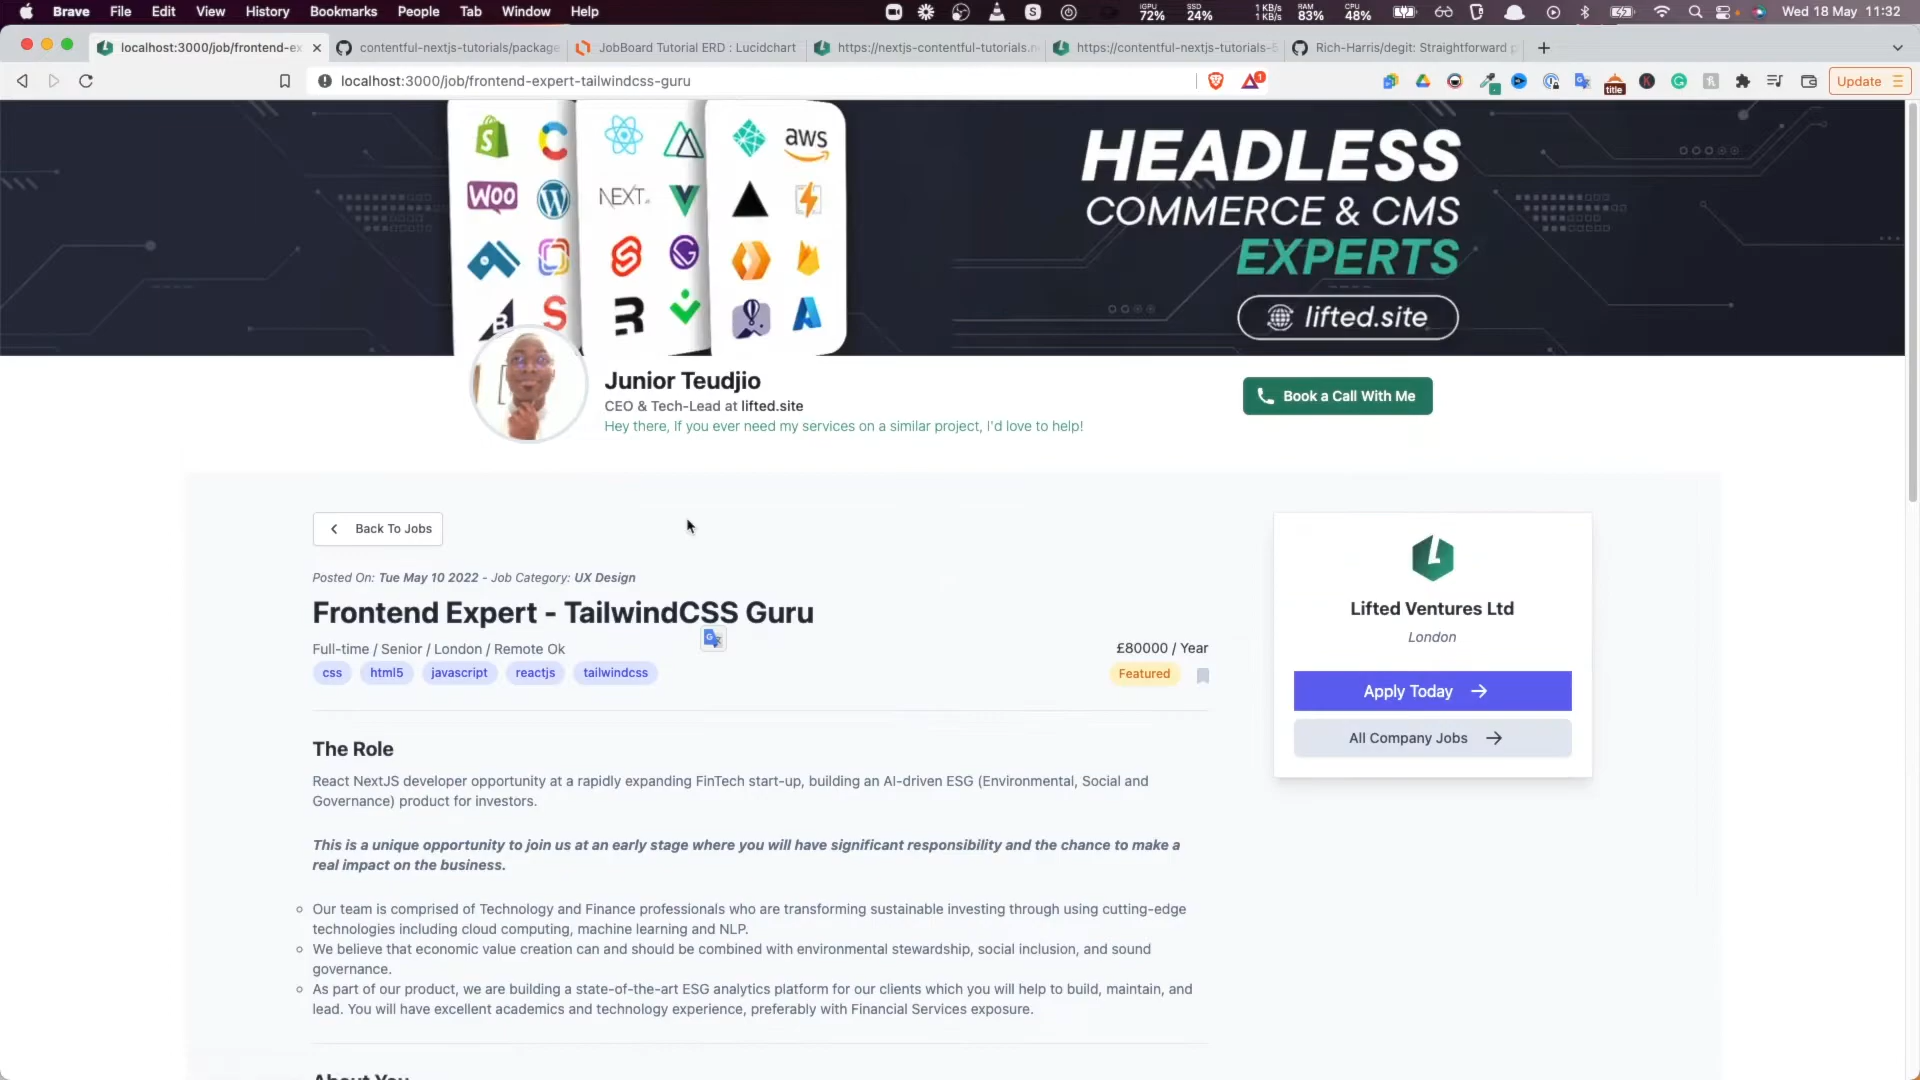 Brave File Edit View History Bookmarks People Tab Window Help
iGPU 72% SSD 24% 1 KB/s 1 KB/s RAM 83% CPU 48% Wed 18 May 11:32
localhost:3000/job/frontend-ex
contentful-nextjs-tutorials/package
JobBoard Tutorial ERD : Lucidchart
https://nextjs-contentful-tutorials.n
https://contentful-nextjs-tutorials-
Rich-Harris/degit: Straightforward p
localhost:3000/job/frontend-expert-tailwindcss-guru
1
title
Update
aws
WOO
NEXT
HEADLESS
COMMERCE & CMS
EXPERTS
lifted.site
Junior Teudjio
CEO & Tech-Lead at lifted.site
Hey there, If you ever need my services on a similar project, I'd love to help!
Book a Call With Me
Back To Jobs
Posted On: Tue May 10 2022 - Job Category: UX Design
Frontend Expert - TailwindCSS Guru
Full-time / Senior / London / Remote Ok
£80000 / Year
css html5 javascript reactjs tailwindcss
Featured
Lifted Ventures Ltd
London
Apply Today
All Company Jobs
The Role
React NextJS developer opportunity at a rapidly expanding FinTech start-up, building an AI-driven ESG (Environmental, Social and
Governance) product for investors.
This is a unique opportunity to join us at an early stage where you will have significant responsibility and the chance to make a
real impact on the business.
Our team is comprised of Technology and Finance professionals who are transforming sustainable investing through using cutting-edge
technologies including cloud computing, machine learning and NLP.
We believe that economic value creation can and should be combined with environmental stewardship, social inclusion, and sound
governance.
As part of our product, we are building a state-of-the-art ESG analytics platform for our clients which you will help to build, maintain, and
lead. You will have excellent academics and technology experience, preferably with Financial Services exposure.
About You